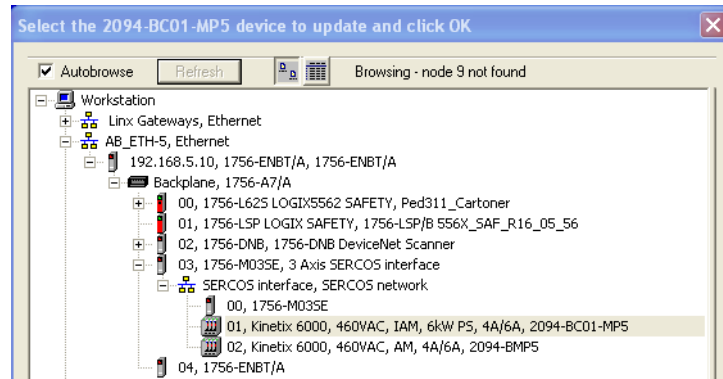 Select the 2094-BC01-MP5 device to update and click OK
Autobrowse Refresh Browsing - node 9 not found
Workstation
Linx Gateways, Ethernet
AB_ETH-5, Ethernet
192.168.5.10, 1756-ENBT/A, 1756-ENBT/A
Backplane, 1756-A7/A
00, 1756-L62S LOGIX5562 SAFETY, Ped311_Cartoner
01, 1756-LSP LOGIX SAFETY, 1756-LSP/B 556X_SAF_R16_05_56
02, 1756-DNB, 1756-DNB DeviceNet Scanner
03, 1756-M03SE, 3 Axis SERCOS interface
SERCOS interface, SERCOS network
00, 1756-M03SE
01, Kinetix 6000, 460VAC, IAM, 6kW PS, 4A/6A, 2094-BC01-MP5
02, Kinetix 6000, 460VAC, AM, 4A/6A, 2094-BMP5
04, 1756-ENBT/A